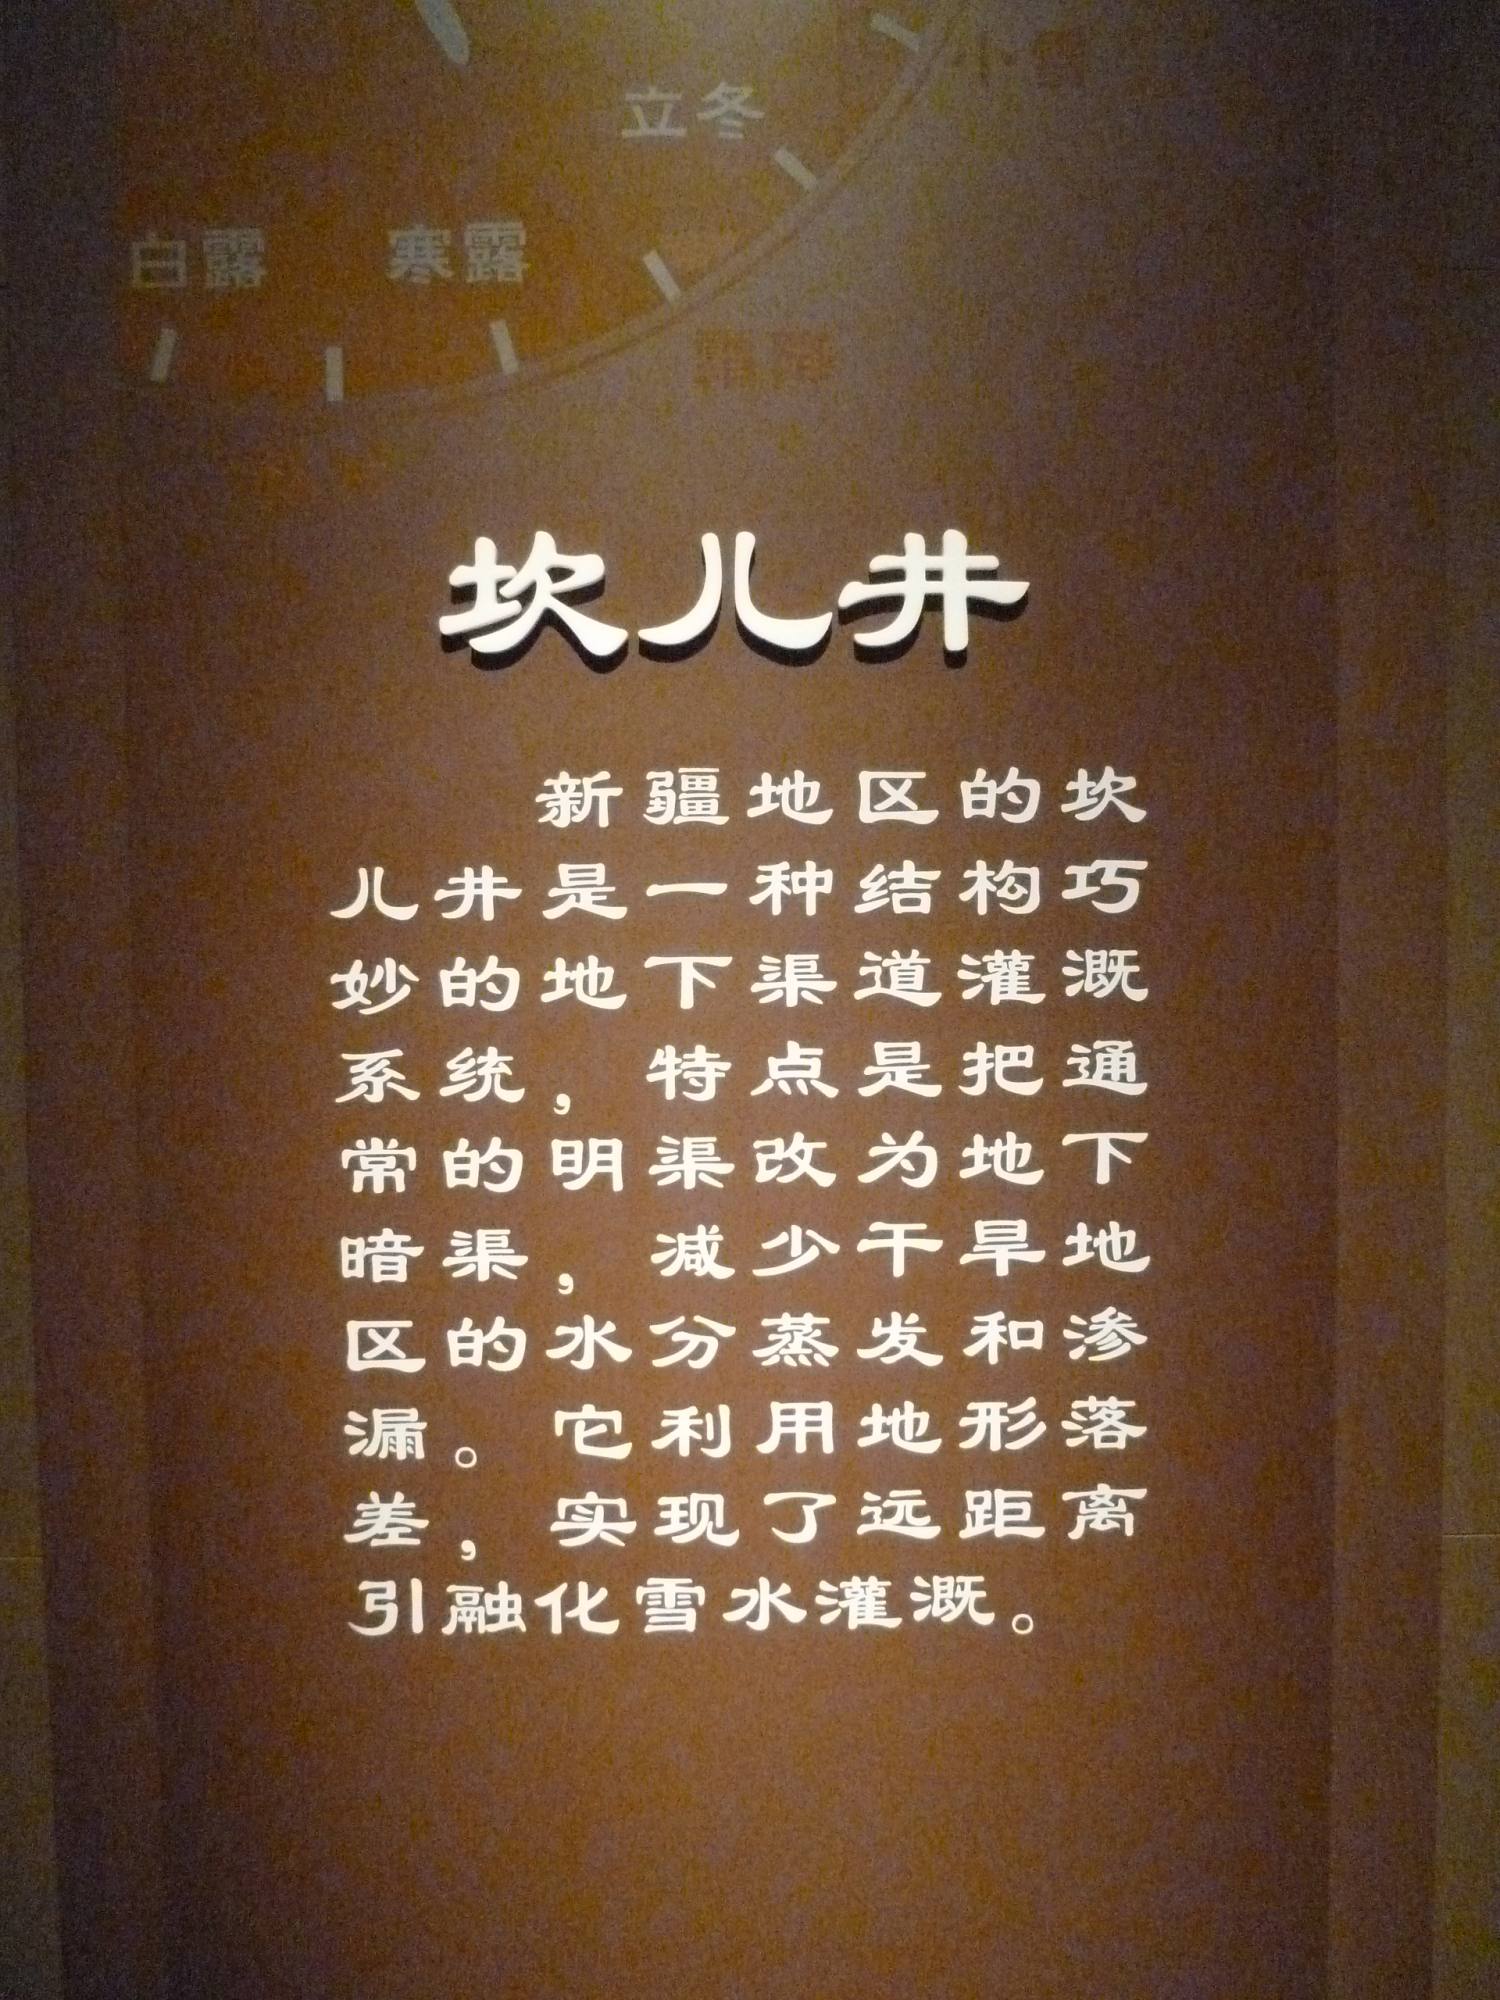 立冬
白露 寒露
坎儿井
新疆地区的坎
儿井是一种结构巧
妙的地下渠道灌溉
系统，特点是把通
常的明渠改为地下
暗渠，减少干旱地
区的水分蒸发和渗
漏。它利用地形落
差，实现了远距离
引融化雪水灌溉。